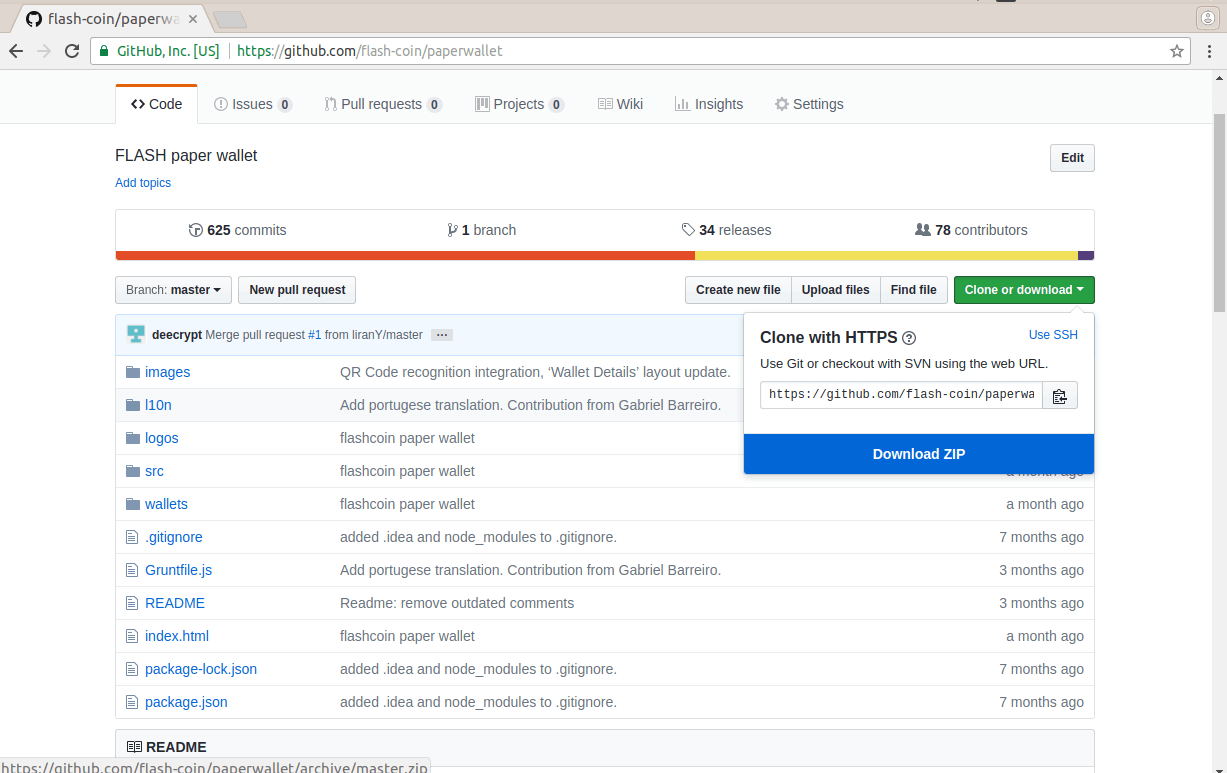 flash-coin/paperwa
GitHub, Inc. [US] https://github.com/flash-coin/paperwallet
Code Issues 0 Pull requests 0 Projects 0 Wiki Insights Settings
FLASH paper wallet Edit
Add topics
625 commits 1 branch 34 releases 78 contributors
Branch: master New pull request Create new file Upload files Find file Clone or download
deecrypt Merge pull request #1 from liranY/master ...
Clone with HTTPS ? Use SSH
Use Git or checkout with SVN using the web URL.
https://github.com/flash-coin/paperwa
Download ZIP
images QR Code recognition integration, ‘Wallet Details’ layout update.
l10n Add portugese translation. Contribution from Gabriel Barreiro.
logos flashcoin paper wallet
src flashcoin paper wallet a month ago
wallets flashcoin paper wallet a month ago
.gitignore added .idea and node_modules to .gitignore. 7 months ago
Gruntfile.js Add portugese translation. Contribution from Gabriel Barreiro. 3 months ago
README Readme: remove outdated comments 3 months ago
index.html flashcoin paper wallet a month ago
package-lock.json added .idea and node_modules to .gitignore. 7 months ago
package.json added .idea and node_modules to .gitignore. 7 months ago
README
https://github.com/flash-coin/paperwallet/archive/master.zip